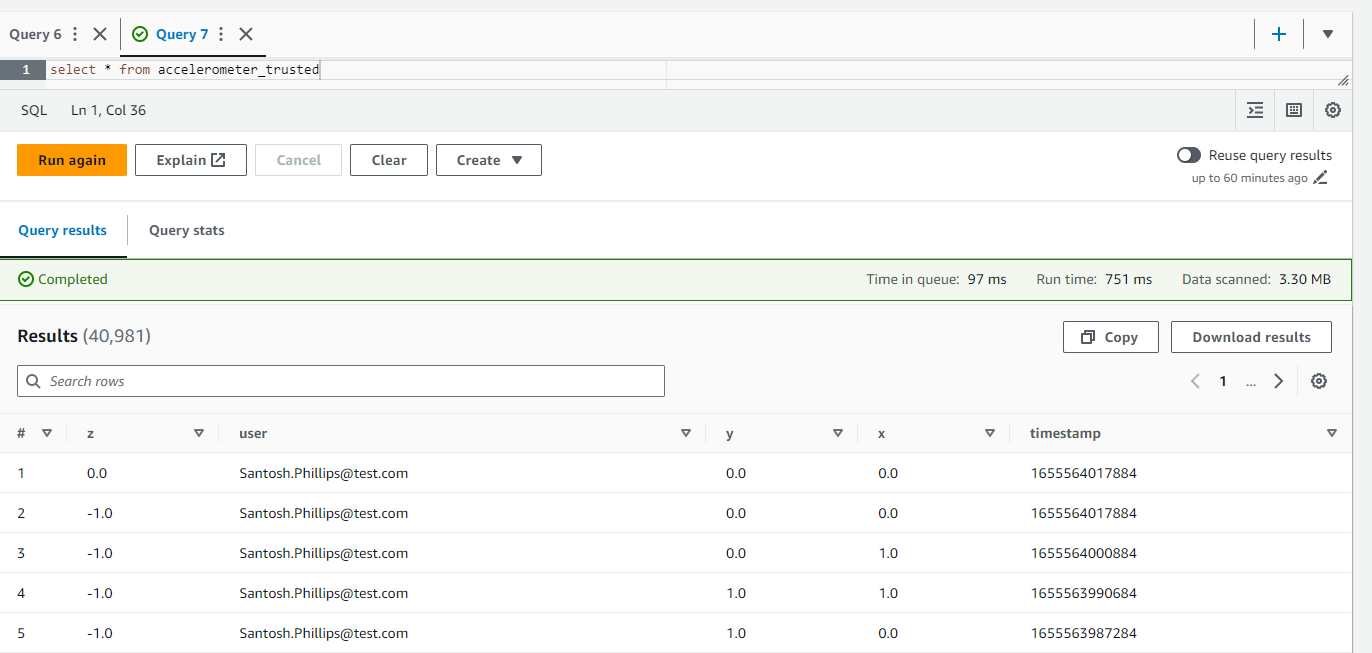 Query 6
Query 7
1 select * from accelerometer_trusted
SQL Ln 1, Col 36
Run again Explain Cancel Clear Create
Reuse query results
up to 60 minutes ago
Query results Query stats
Completed Time in queue: 97 ms Run time: 751 ms Data scanned: 3.30 MB
Results (40,981) Copy Download results
Search rows 1 ...
# z user y x timestamp
1 0.0 Santosh.Phillips@test.com 0.0 0.0 1655564017884
2 -1.0 Santosh.Phillips@test.com 0.0 0.0 1655564017884
3 -1.0 Santosh.Phillips@test.com 0.0 1.0 1655564000884
4 -1.0 Santosh.Phillips@test.com 1.0 1.0 1655563990684
5 -1.0 Santosh.Phillips@test.com 1.0 0.0 1655563987284